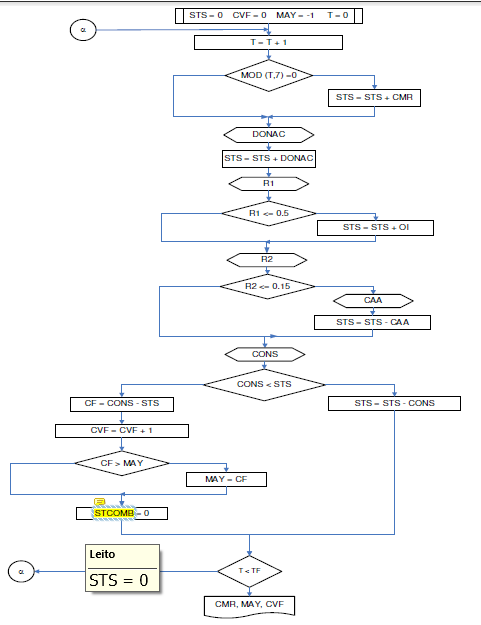 STS = 0 CVF = 0 MAY = -1 T = 0
α
T = T + 1
MOD (T,7) =0
STS = STS + CMR
DONAC
STS = STS + DONAC
R1
R1 <= 0.5
STS = STS + OI
R2
R2 <= 0.15
CAA
STS = STS - CAA
CONS
CONS < STS
CF = CONS - STS
STS = STS - CONS
CVF = CVF + 1
CF > MAY
MAY = CF
STCOMB = 0
Leito
STS = 0
α
T < TF
CMR, MAY, CVF